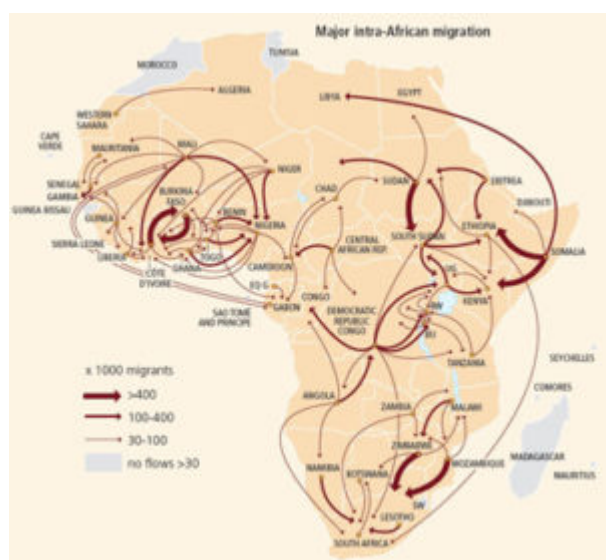 Major intra-African migration
TUNISIA
MOROCCO
ALGERIA
LIBYA
EGYPT
WESTERN
SAHARA
CAPE
VERDE
MAURITANIA
MALI
NIGER
CHAD
SUDAN
ERITREA
DJIBOUTI
SENEGAL
GAMBIA
GUINEA BISSAU
GUINEA
BURKINA
FASO
BENIN
NIGERIA
SOUTH SUDAN
ETHIOPIA
SOMALIA
SIERRA LEONE
LIBERIA
CÔTE
D'IVOIRE
GHANA
TOGO
CAMEROON
CENTRAL
AFRICAN REP.
EQ G
GABON
CONGO
SAO TOME
AND PRINCIPE
DEMOCRATIC
REPUBLIC
CONGO
UG
RW
BU
KENYA
TANZANIA
SEYCHELLES
COMORES
x 1000 migrants
>400
100-400
30-100
no flows >30
ANGOLA
ZAMBIA
MALAWI
ZIMBABWE
MOZAMBIQUE
MADAGASCAR
MAURITIUS
NAMIBIA
BOTSWANA
SW
LESOTHO
SOUTH AFRICA